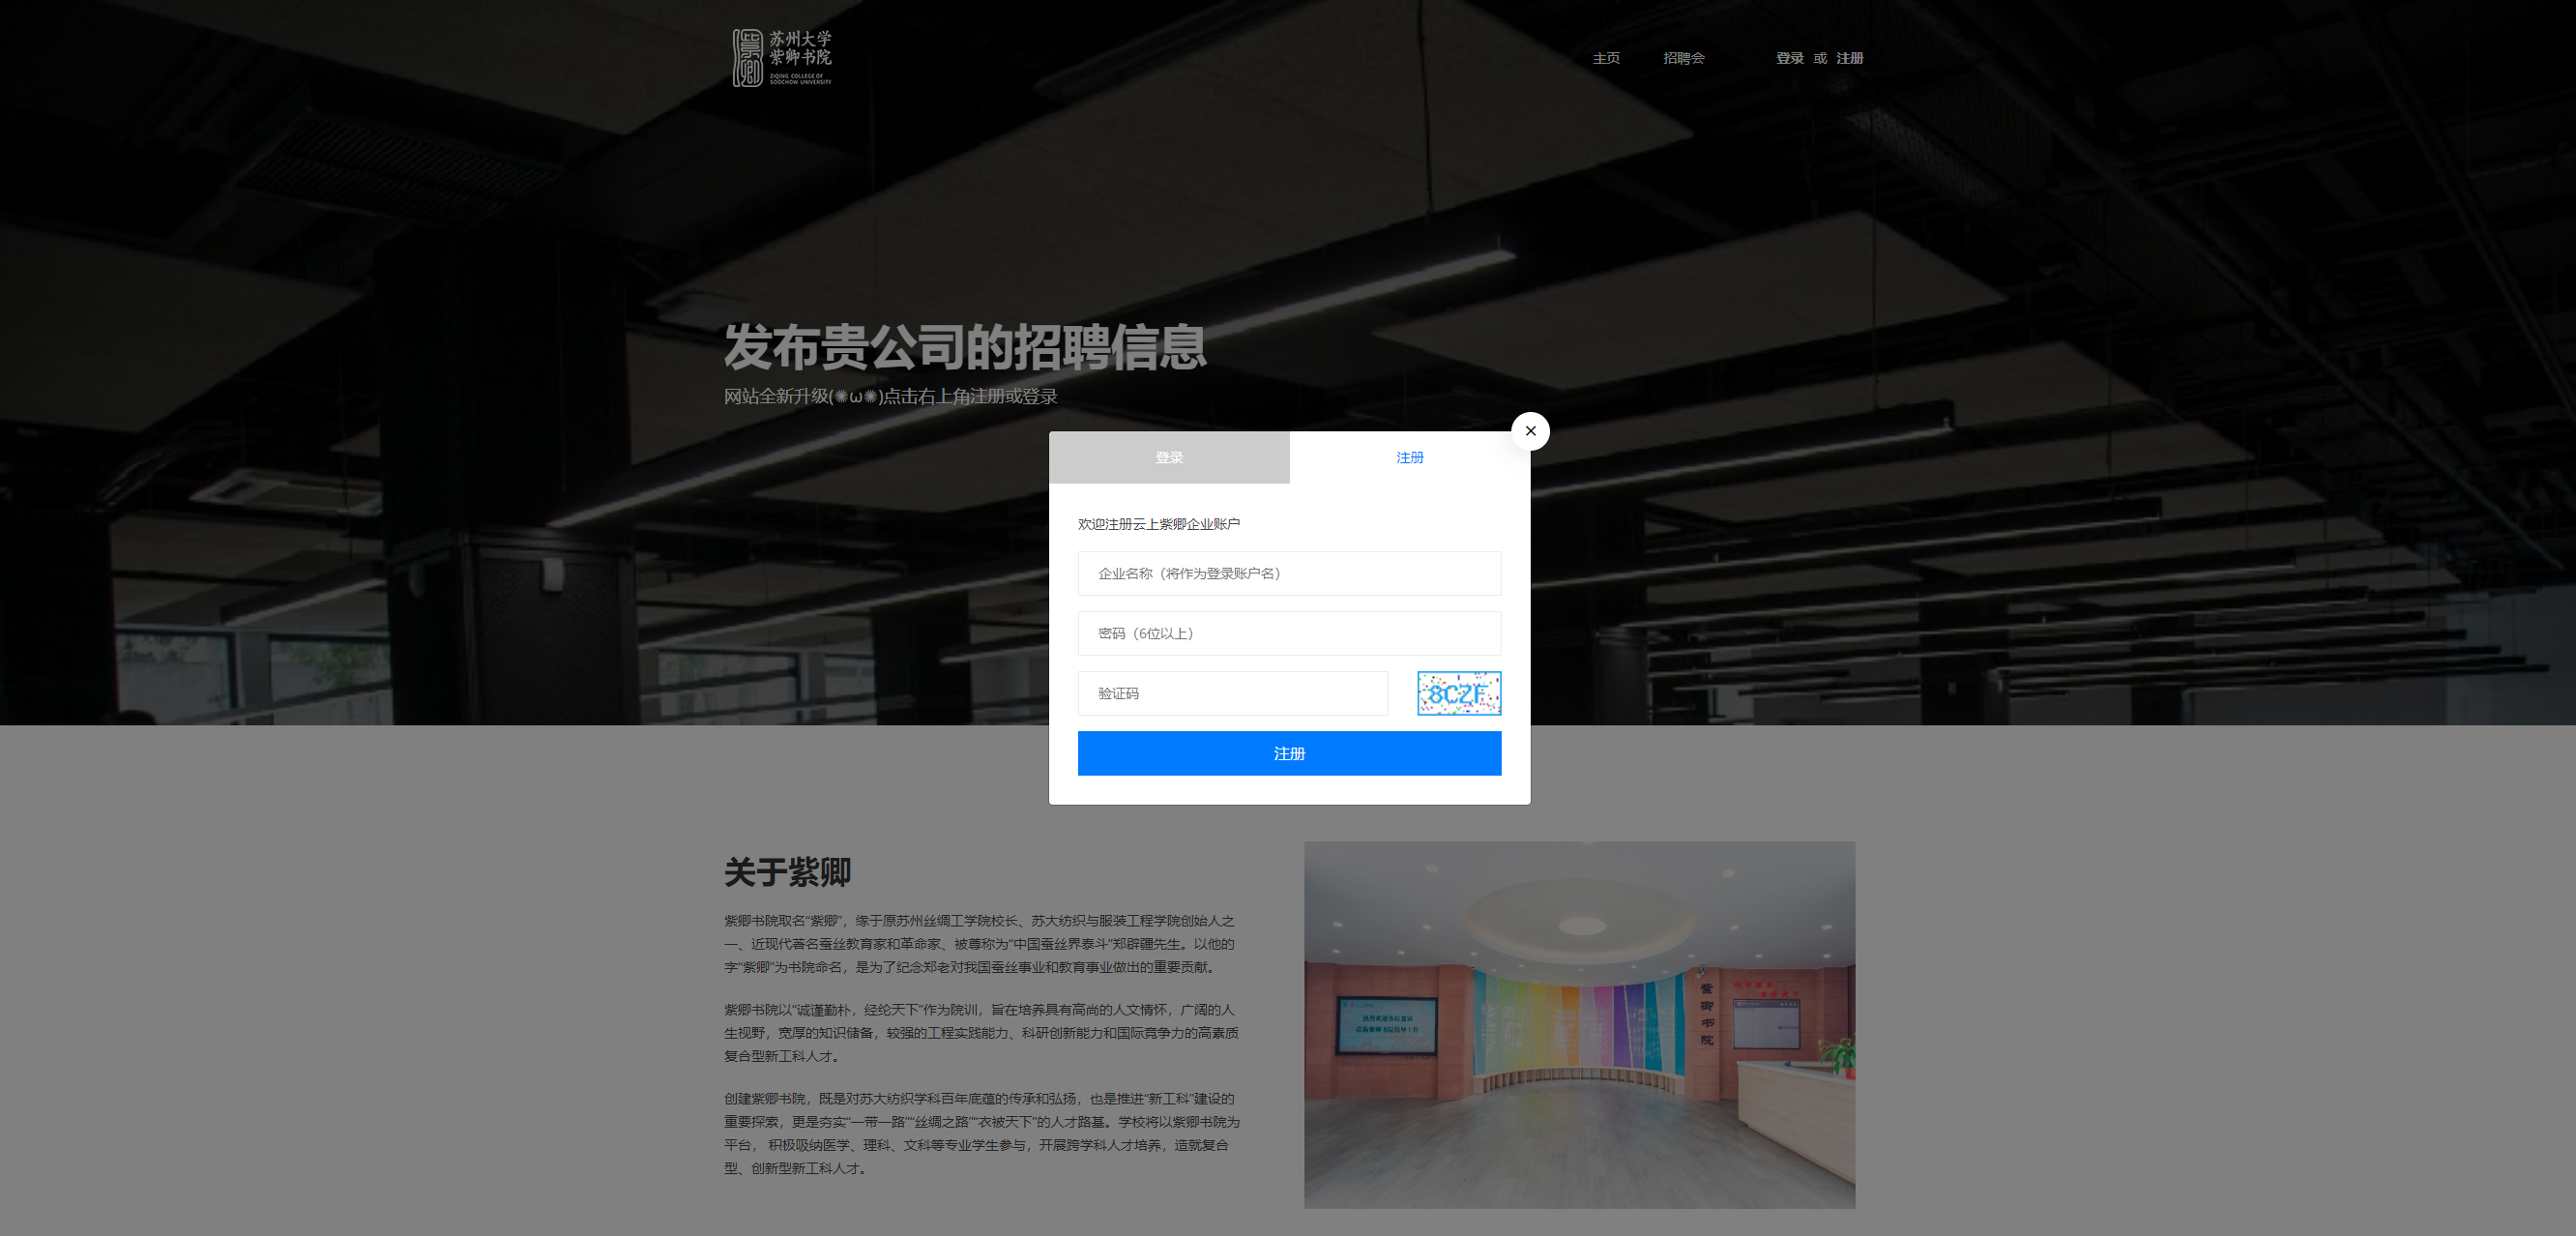 苏州大学
紫卿书院
ZIQING COLLEGE OF
SOOCHOW UNIVERSITY
主页
招聘会
登录 或 注册
发布贵公司的招聘信息
网站全新升级(✺ω✺)点击右上角注册或登录
×
登录
注册
欢迎注册云上紫卿企业账户
企业名称（将作为登录账户名）
密码（6位以上）
验证码
8CZF
注册
关于紫卿
紫卿书院取名“紫卿”，缘于原苏州丝绸工学院校长、苏大纺织与服装工程学院创始人之
一、近现代著名蚕丝教育家和革命家、被尊称为“中国蚕丝界泰斗”郑辟疆先生。以他的
字“紫卿”为书院命名，是为了纪念郑老对我国蚕丝事业和教育事业做出的重要贡献。
紫卿书院以“诚谨勤朴，经纶天下”作为院训，旨在培养具有高尚的人文情怀，广阔的人
生视野，宽厚的知识储备，较强的工程实践能力、科研创新能力和国际竞争力的高素质
复合型新工科人才。
创建紫卿书院，既是对苏大纺织学科百年底蕴的传承和弘扬，也是推进“新工科”建设的
重要探索，更是夯实“一带一路”“丝绸之路”“衣被天下”的人才路基。学校将以紫卿书院为
平台， 积极吸纳医学、理科、文科等专业学生参与，开展跨学科人才培养，造就复合
型、创新型新工科人才。
紫卿书院